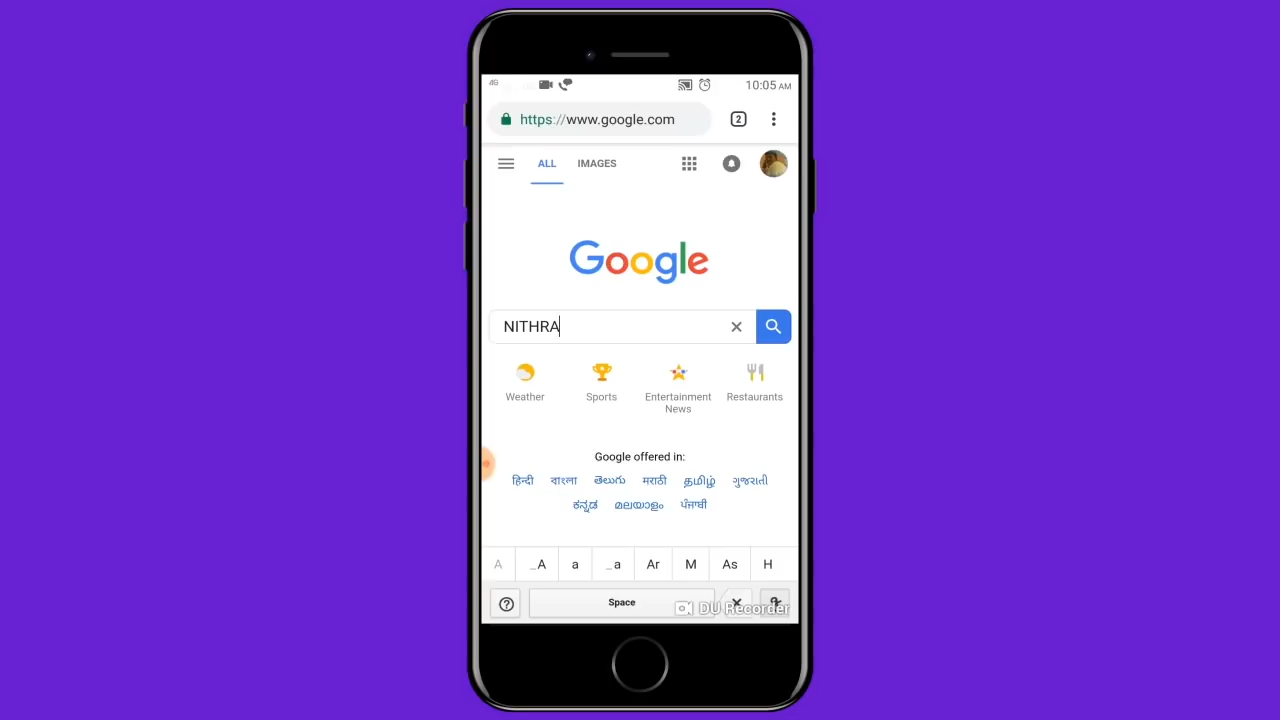 4G 10:05 AM
https://www.google.com 2
ALL IMAGES
Google
NITHRA
Weather Sports Entertainment News Restaurants
Google offered in:
हिन्दी বাংলা తెలుగు मराठी தமிழ் ગુજરાતી
ಕನ್ನಡ മലയാളം ਪੰਜਾਬੀ
A _A a _a Ar M As H
Space
DU Recorder